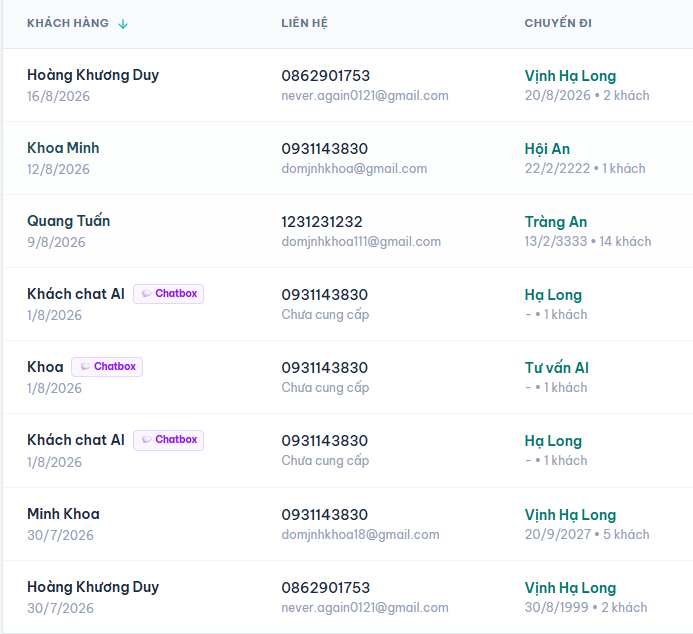 KHÁCH HÀNG ↓ LIÊN HỆ CHUYẾN ĐI
Hoàng Khương Duy 0862901753 Vịnh Hạ Long
16/8/2026 never.again0121@gmail.com 20/8/2026 • 2 khách
Khoa Minh 0931143830 Hội An
12/8/2026 domjnhkhoa@gmail.com 22/2/2222 • 1 khách
Quang Tuấn 1231231232 Tràng An
9/8/2026 domjnhkhoa111@gmail.com 13/2/3333 • 14 khách
Khách chat AI Chatbox 0931143830 Hạ Long
1/8/2026 Chưa cung cấp - • 1 khách
Khoa Chatbox 0931143830 Tư vấn AI
1/8/2026 Chưa cung cấp - • 1 khách
Khách chat AI Chatbox 0931143830 Hạ Long
1/8/2026 Chưa cung cấp - • 1 khách
Minh Khoa 0931143830 Vịnh Hạ Long
30/7/2026 domjnhkhoa18@gmail.com 20/9/2027 • 5 khách
Hoàng Khương Duy 0862901753 Vịnh Hạ Long
30/7/2026 never.again0121@gmail.com 30/8/1999 • 2 khách